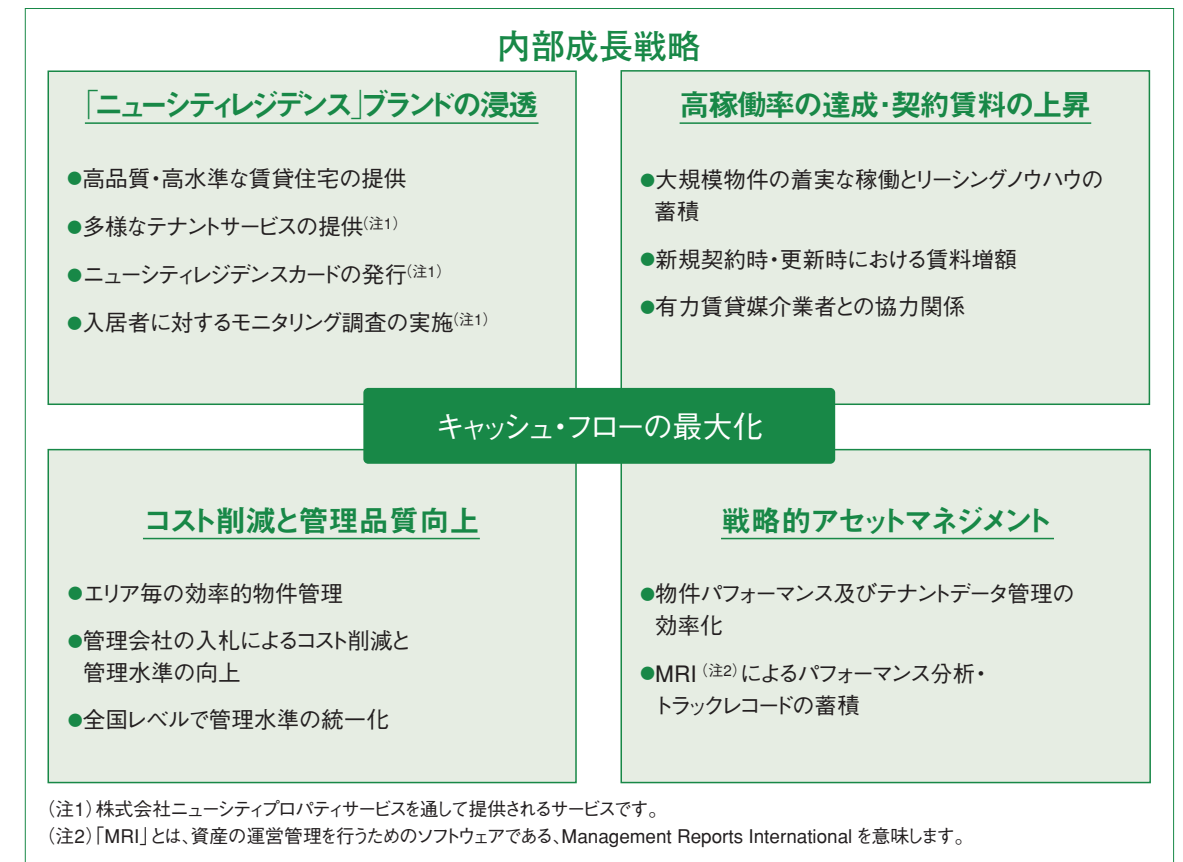 内部成長戦略
「ニューシティレジデンス」ブランドの浸透
●高品質・高水準な賃貸住宅の提供
●多様なテナントサービスの提供(注1)
●ニューシティレジデンスカードの発行(注1)
●入居者に対するモニタリング調査の実施(注1)
高稼働率の達成・契約賃料の上昇
●大規模物件の着実な稼働とリーシングノウハウの
蓄積
●新規契約時・更新時における賃料増額
●有力賃貸媒介業者との協力関係
キャッシュ・フローの最大化
コスト削減と管理品質向上
●エリア毎の効率的物件管理
●管理会社の入札によるコスト削減と
管理水準の向上
●全国レベルで管理水準の統一化
戦略的アセットマネジメント
●物件パフォーマンス及びテナントデータ管理の
効率化
●MRI(注2)によるパフォーマンス分析・
トラックレコードの蓄積
(注1)株式会社ニューシティプロパティサービスを通して提供されるサービスです。
(注2)「MRI」とは、資産の運営管理を行うためのソフトウェアである、Management Reports International を意味します。